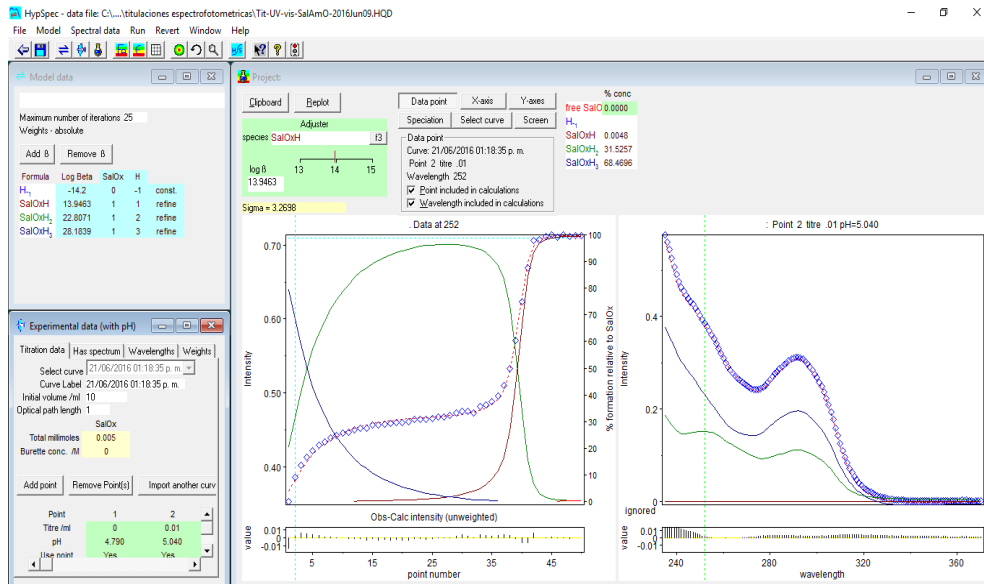 HypSpec - data file: C:\....\titulaciones espectrofotometricas\Tit-UV-vis-SalAmO-2016Jun09.HQD
File Model Spectral data Run Revert Window Help
Model data
Maximum number of iterations 25
Weights - absolute
Add ß Remove ß
Formula Log Beta SalOx H
H-1 -14.2 0 -1 const.
SalOxH 13.9463 1 1 refine
SalOxH2 22.8071 1 2 refine
SalOxH3 28.1839 1 3 refine
Experimental data (with pH)
Titration data Has spectrum Wavelengths Weights
Select curve 21/06/2016 01:18:35 p. m.
Curve Label 21/06/2016 01:18:35 p. m.
Initial volume /ml 10
Optical path length 1
SalOx
Total millimoles 0.005
Burette conc. /M 0
Add point Remove Point(s) Import another curv
Point 1 2
Titre /ml 0 0.01
pH 4.790 5.040
Use point Yes Yes
Project:
Clipboard Replot
Adjuster
species SalOxH f3
log ß 13 14 15
13.9463
Sigma = 3.2698
Data point X-axis Y-axes
Speciation Select curve Screen
Data point
Curve: 21/06/2016 01:18:35 p. m.
Point 2 titre .01
Wavelength 252
Point included in calculations
Wavelength included in calculations
% conc
free SalO 0.0000
H-1
SalOxH 0.0048
SalOxH2 31.5257
SalOxH3 68.4696
. Data at 252
Intensity
0.70
0.60
0.50
0.40
100
90
80
70
60
50
40
30
20
10
0
% formation relative to SalOx
Obs-Calc intensity (unweighted)
value
0.01
0
-0.01
5 15 25 35 45
point number
: Point 2 titre .01 pH=5.040
Intensity
0.4
0.2
0
ignored
value
0.01
0
-0.01
240 280 320 360
wavelength